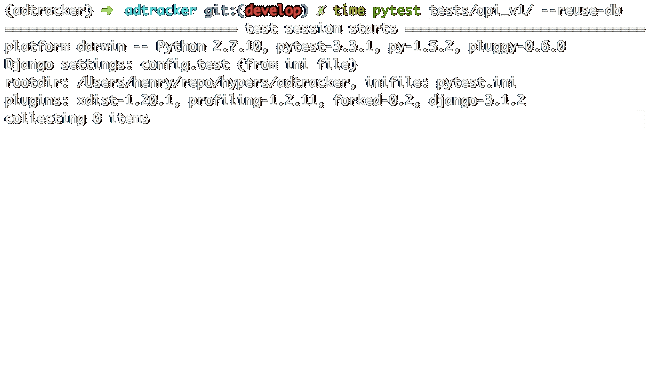 (adtracker) ➜ adtracker git:(develop) ✗ time pytest tests/api_v1/ --reuse-db
test session starts
platform darwin -- Python 2.7.10, pytest-3.3.1, py-1.5.2, pluggy-0.6.0
Django settings: config.test (from ini file)
rootdir: /Users/henry/repo/hypers/adtracker, inifile: pytest.ini
plugins: xdist-1.20.1, profiling-1.2.11, forked-0.2, django-3.1.2
collecting 0 items